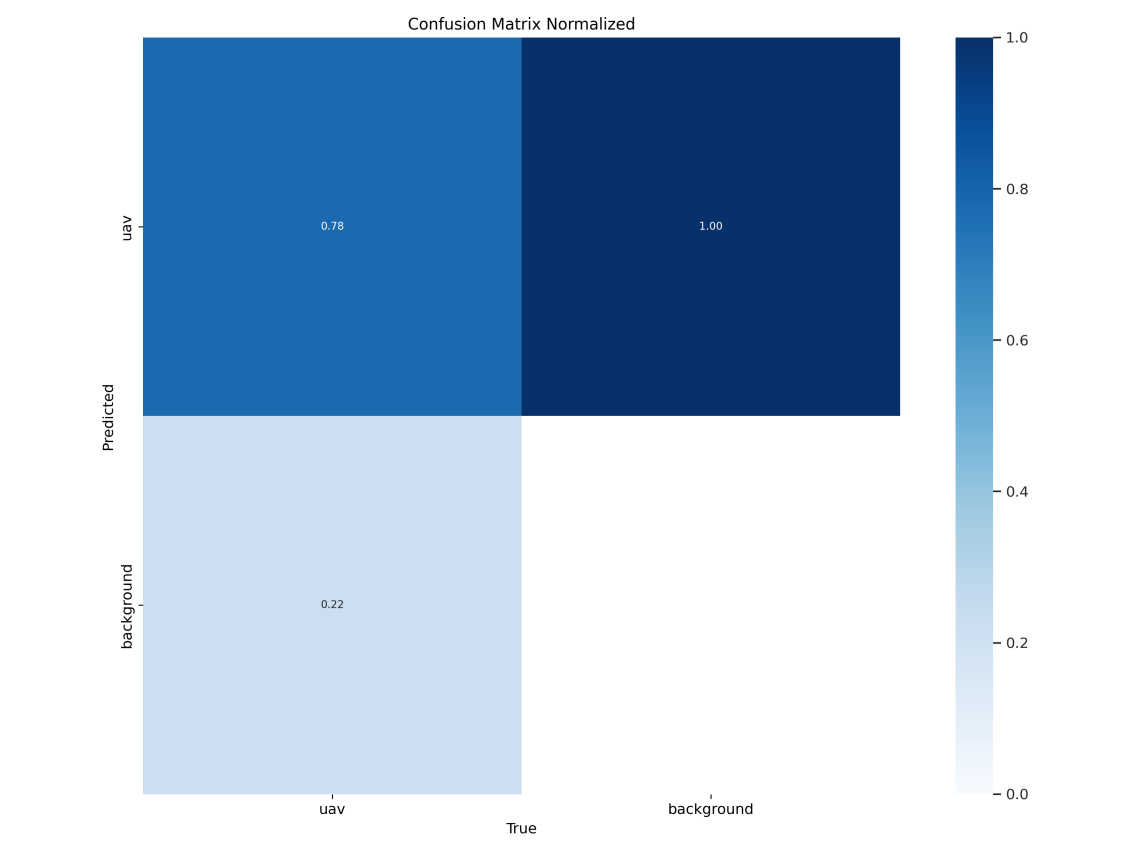 Confusion Matrix Normalized
uav
0.78
1.00
Predicted
background
0.22
uav
background
True
1.0
0.8
0.6
0.4
0.2
0.0